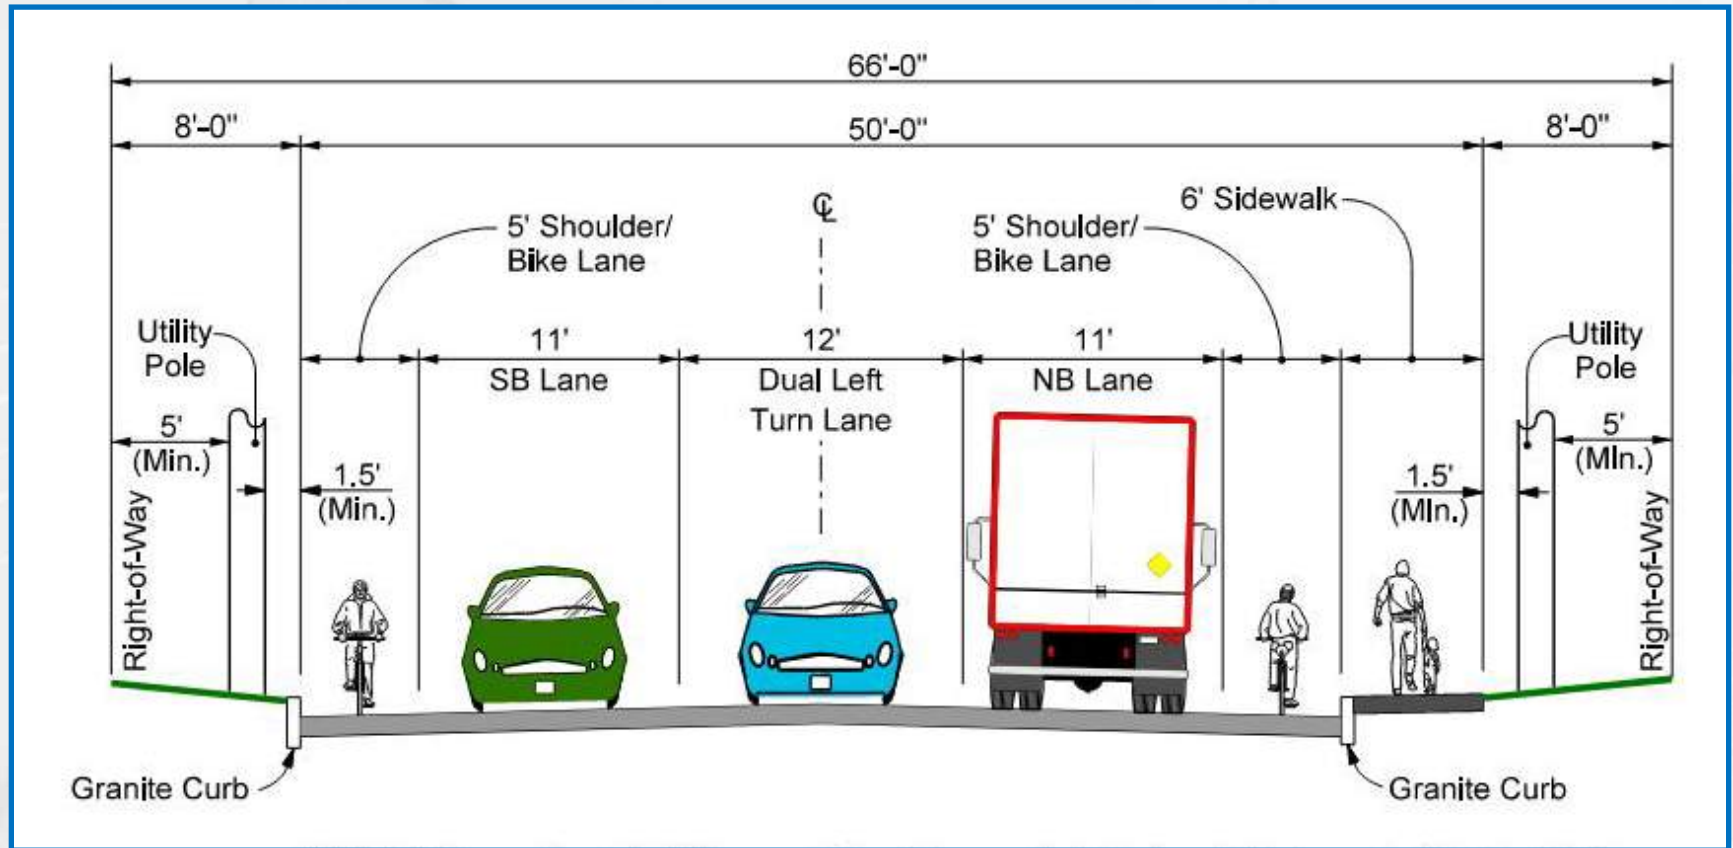 66'-0"
8'-0"
50'-0"
8'-0"
6' Sidewalk
℄
5' Shoulder/
Bike Lane
5' Shoulder/
Bike Lane
Utility
Pole
11'
SB Lane
12'
Dual Left
Turn Lane
11'
NB Lane
Utility
Pole
5'
(Min.)
1.5'
(Min.)
1.5'
(MIn.)
5'
(MIn.)
Right-of-Way
Right-of-Way
Granite Curb
Granite Curb